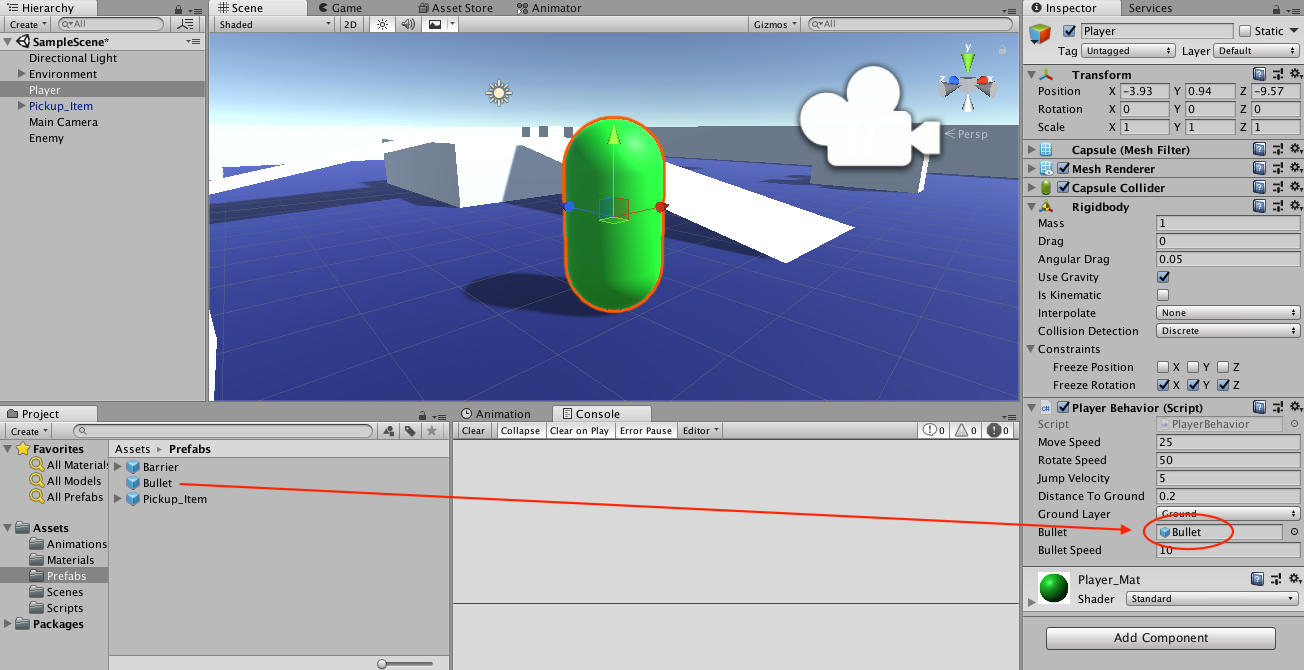 Hierarchy
Create
All
SampleScene*
Directional Light
Environment
Player
Pickup_Item
Main Camera
Enemy
Scene
Game
Asset Store
Animator
Shaded
2D
Gizmos
All
y
z
x
Persp
Inspector
Services
Player
Static
Tag
Untagged
Layer
Default
Transform
Position X -3.93 Y 0.94 Z -9.57
Rotation X 0 Y 0 Z 0
Scale X 1 Y 1 Z 1
Capsule (Mesh Filter)
Mesh Renderer
Capsule Collider
Rigidbody
Mass 1
Drag 0
Angular Drag 0.05
Use Gravity
Is Kinematic
Interpolate None
Collision Detection Discrete
Constraints
Freeze Position X Y Z
Freeze Rotation X Y Z
Player Behavior (Script)
Script PlayerBehavior
Move Speed 25
Rotate Speed 50
Jump Velocity 5
Distance To Ground 0.2
Ground Layer Ground
Bullet Bullet
Bullet Speed 10
Player_Mat
Shader Standard
Add Component
Project
Create
Favorites
All Materials
All Models
All Prefabs
Assets
Animations
Materials
Prefabs
Scenes
Scripts
Packages
Assets Prefabs
Barrier
Bullet
Pickup_Item
Animation
Console
Clear
Collapse
Clear on Play
Error Pause
Editor
0
0
0